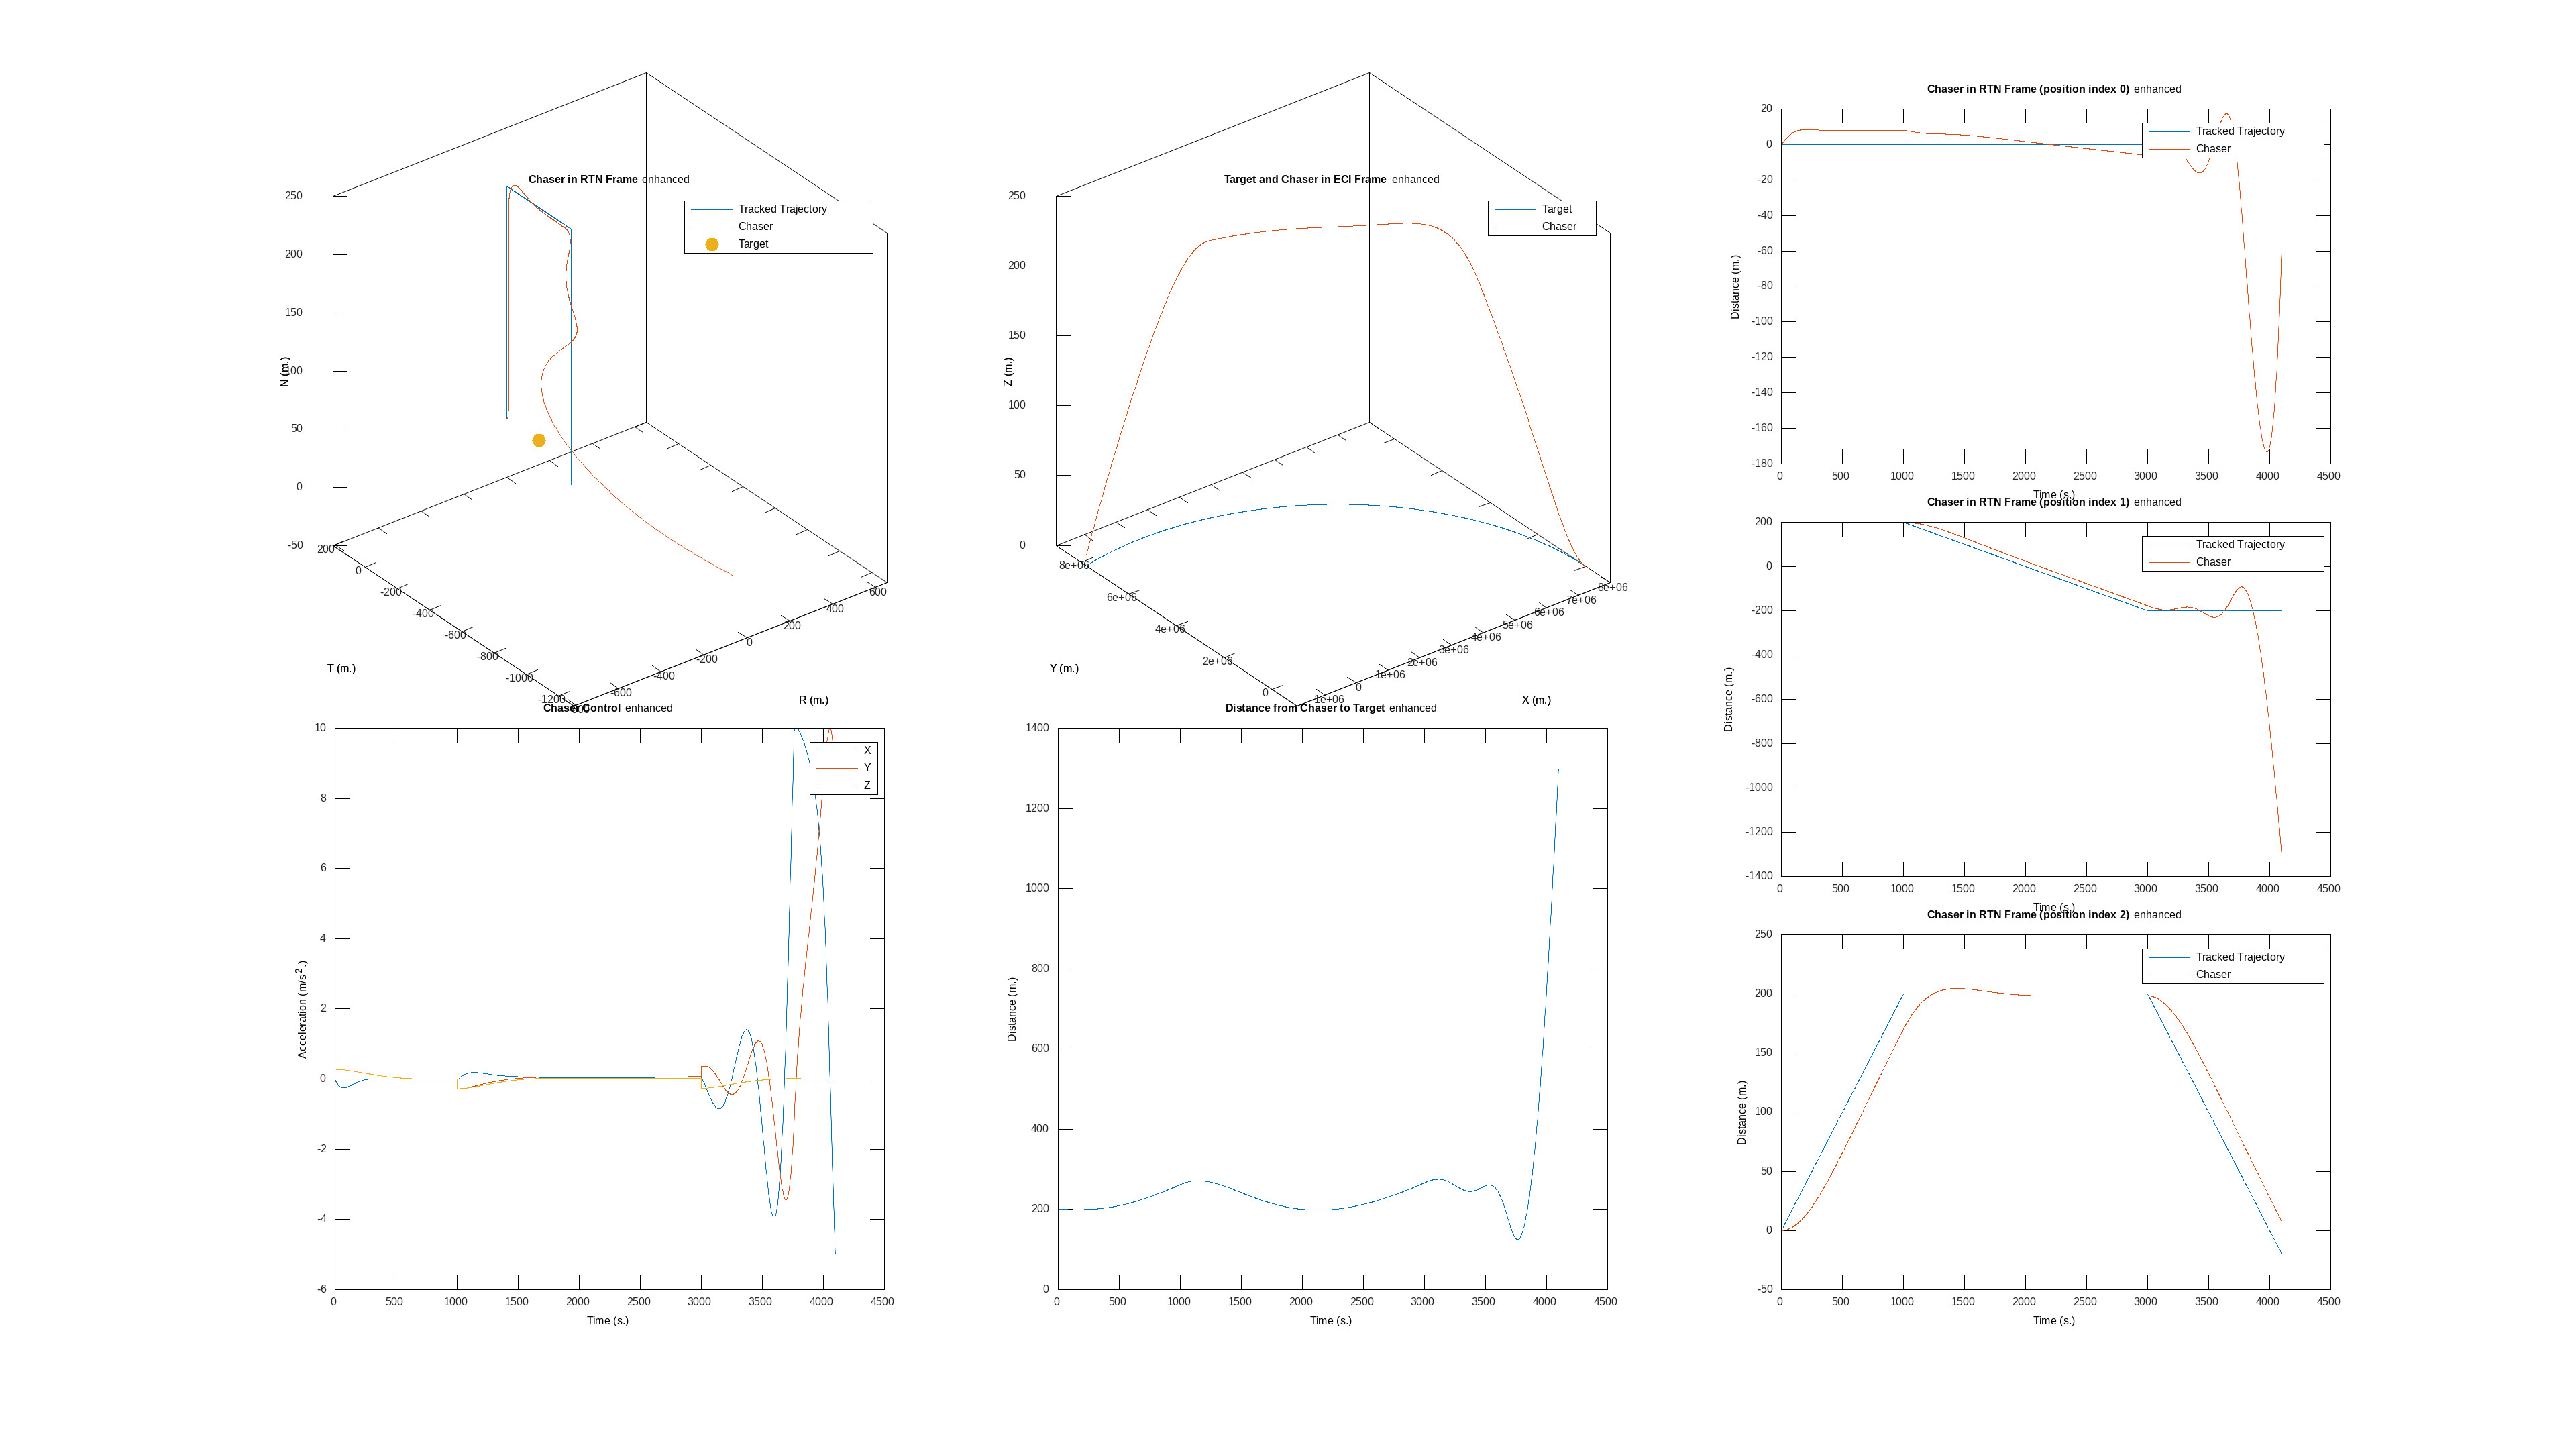 Chaser in RTN Frame enhanced
Tracked Trajectory
Chaser
Target
250
200
150
100
50
0
-50
N (m.)
200
0
-200
-400
-600
-800
-1000
-1200
T (m.)
-600
-400
-200
0
200
400
600
R (m.)
Target and Chaser in ECI Frame enhanced
Target
Chaser
250
200
150
100
50
0
Z (m.)
8e+06
6e+06
4e+06
2e+06
0
Y (m.)
-1e+06
0
1e+06
2e+06
3e+06
4e+06
5e+06
6e+06
7e+06
8e+06
X (m.)
Chaser in RTN Frame (position index 0) enhanced
Tracked Trajectory
Chaser
20
0
-20
-40
-60
-80
-100
-120
-140
-160
-180
Distance (m.)
0 500 1000 1500 2000 2500 3000 3500 4000 4500
Time (s.)
Chaser in RTN Frame (position index 1) enhanced
Tracked Trajectory
Chaser
200
0
-200
-400
-600
-800
-1000
-1200
-1400
Distance (m.)
0 500 1000 1500 2000 2500 3000 3500 4000 4500
Time (s.)
Chaser in RTN Frame (position index 2) enhanced
Tracked Trajectory
Chaser
250
200
150
100
50
0
-50
Distance (m.)
0 500 1000 1500 2000 2500 3000 3500 4000 4500
Time (s.)
Chaser Control enhanced
X
Y
Z
10
8
6
4
2
0
-2
-4
-6
Acceleration (m/s².)
0 500 1000 1500 2000 2500 3000 3500 4000 4500
Time (s.)
Distance from Chaser to Target enhanced
1400
1200
1000
800
600
400
200
0
Distance (m.)
0 500 1000 1500 2000 2500 3000 3500 4000 4500
Time (s.)